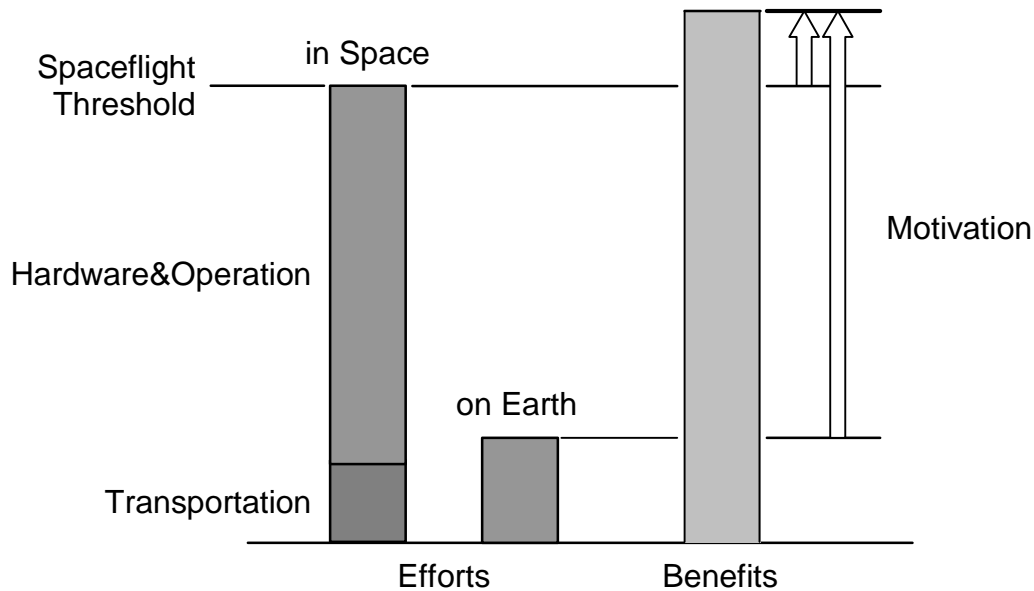 in Space
Spaceflight
Threshold
Motivation
Hardware&Operation
on Earth
Transportation
Efforts
Benefits